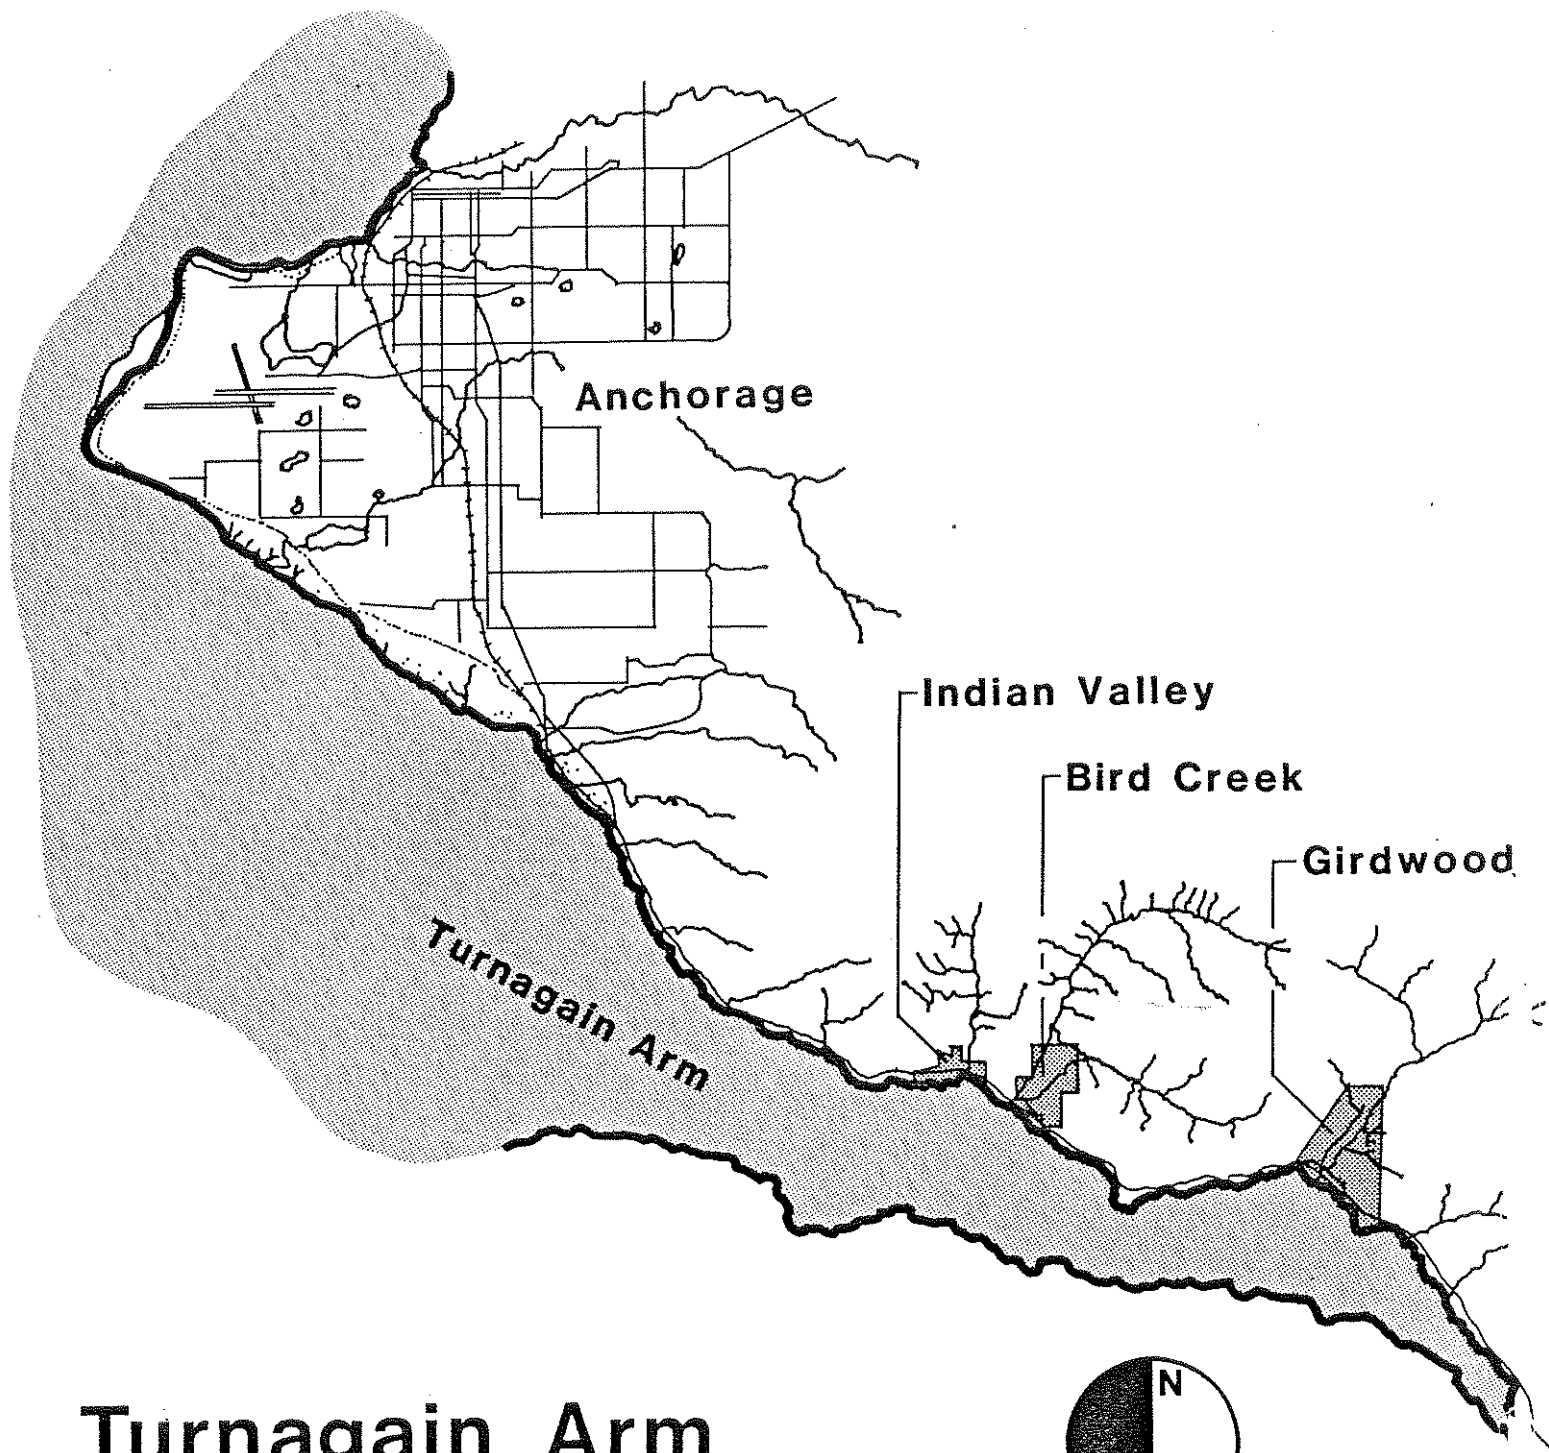 Anchorage
Indian Valley
Bird Creek
Girdwood
Turnagain Arm
N
Turnagain Arm